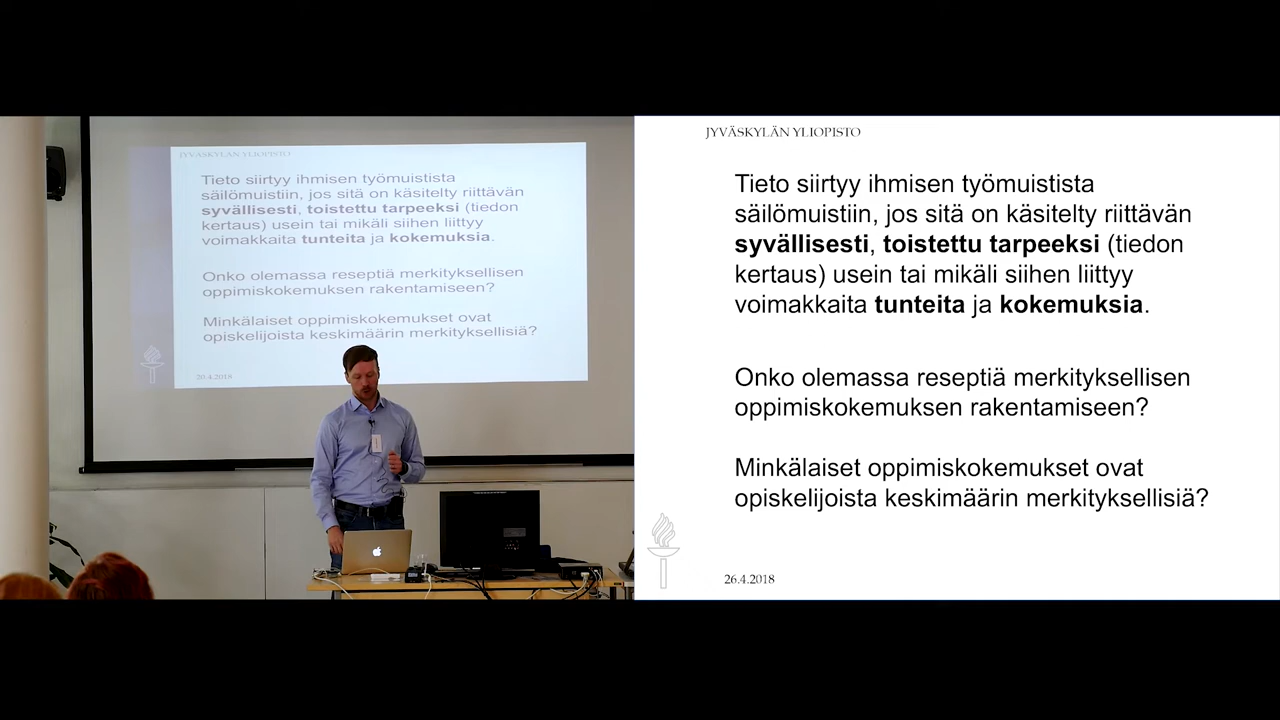 JYVÄSKYLÄN YLIOPISTO
Tieto siirtyy ihmisen työmuistista
säilömuistiin, jos sitä on käsitelty riittävän
syvällisesti, toistettu tarpeeksi (tiedon
kertaus) usein tai mikäli siihen liittyy
voimakkaita tunteita ja kokemuksia.
Onko olemassa reseptiä merkityksellisen
oppimiskokemuksen rakentamiseen?
Minkälaiset oppimiskokemukset ovat
opiskelijoista keskimäärin merkityksellisiä?
26.4.2018
JYVÄSKYLÄN YLIOPISTO
Tieto siirtyy ihmisen työmuistista
säilömuistiin, jos sitä on käsitelty riittävän
syvällisesti, toistettu tarpeeksi (tiedon
kertaus) usein tai mikäli siihen liittyy
voimakkaita tunteita ja kokemuksia.
Onko olemassa reseptiä merkityksellisen
oppimiskokemuksen rakentamiseen?
Minkälaiset oppimiskokemukset ovat
opiskelijoista keskimäärin merkityksellisiä?
26.4.2018